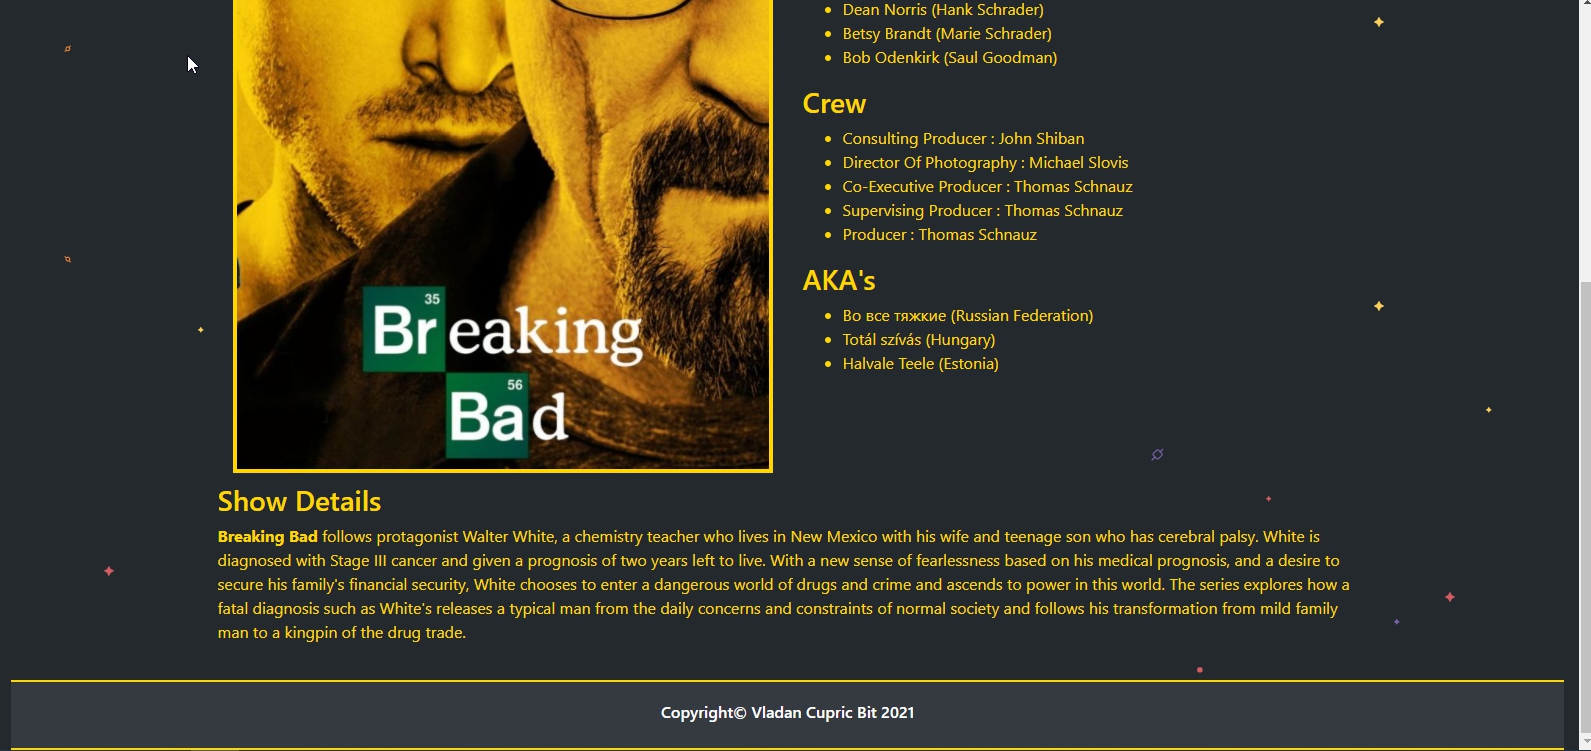 Dean Norris (Hank Schrader)
Betsy Brandt (Marie Schrader)
Bob Odenkirk (Saul Goodman)
Crew
Consulting Producer : John Shiban
Director Of Photography : Michael Slovis
Co-Executive Producer : Thomas Schnauz
Supervising Producer : Thomas Schnauz
Producer : Thomas Schnauz
AKA's
Во все тяжкие (Russian Federation)
Totál szívás (Hungary)
Halvale Teele (Estonia)
35
Breaking
56
Bad
Show Details
Breaking Bad follows protagonist Walter White, a chemistry teacher who lives in New Mexico with his wife and teenage son who has cerebral palsy. White is
diagnosed with Stage III cancer and given a prognosis of two years left to live. With a new sense of fearlessness based on his medical prognosis, and a desire to
secure his family's financial security, White chooses to enter a dangerous world of drugs and crime and ascends to power in this world. The series explores how a
fatal diagnosis such as White's releases a typical man from the daily concerns and constraints of normal society and follows his transformation from mild family
man to a kingpin of the drug trade.
Copyright© Vladan Cupric Bit 2021